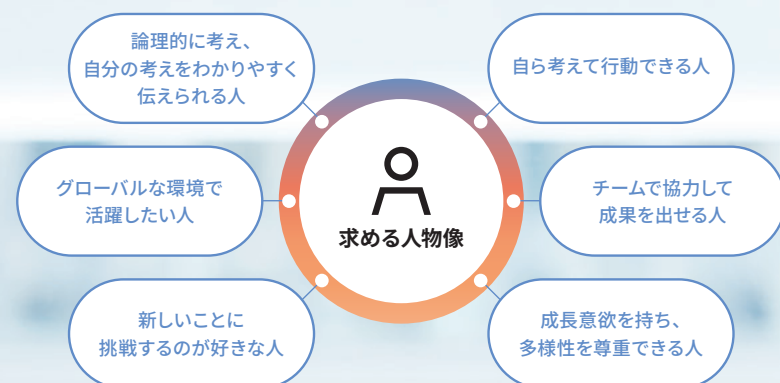 論理的に考え、
自分の考えをわかりやすく
伝えられる人
自ら考えて行動できる人
グローバルな環境で
活躍したい人
チームで協力して
成果を出せる人
求める人物像
新しいことに
挑戦するのが好きな人
成長意欲を持ち、
多様性を尊重できる人